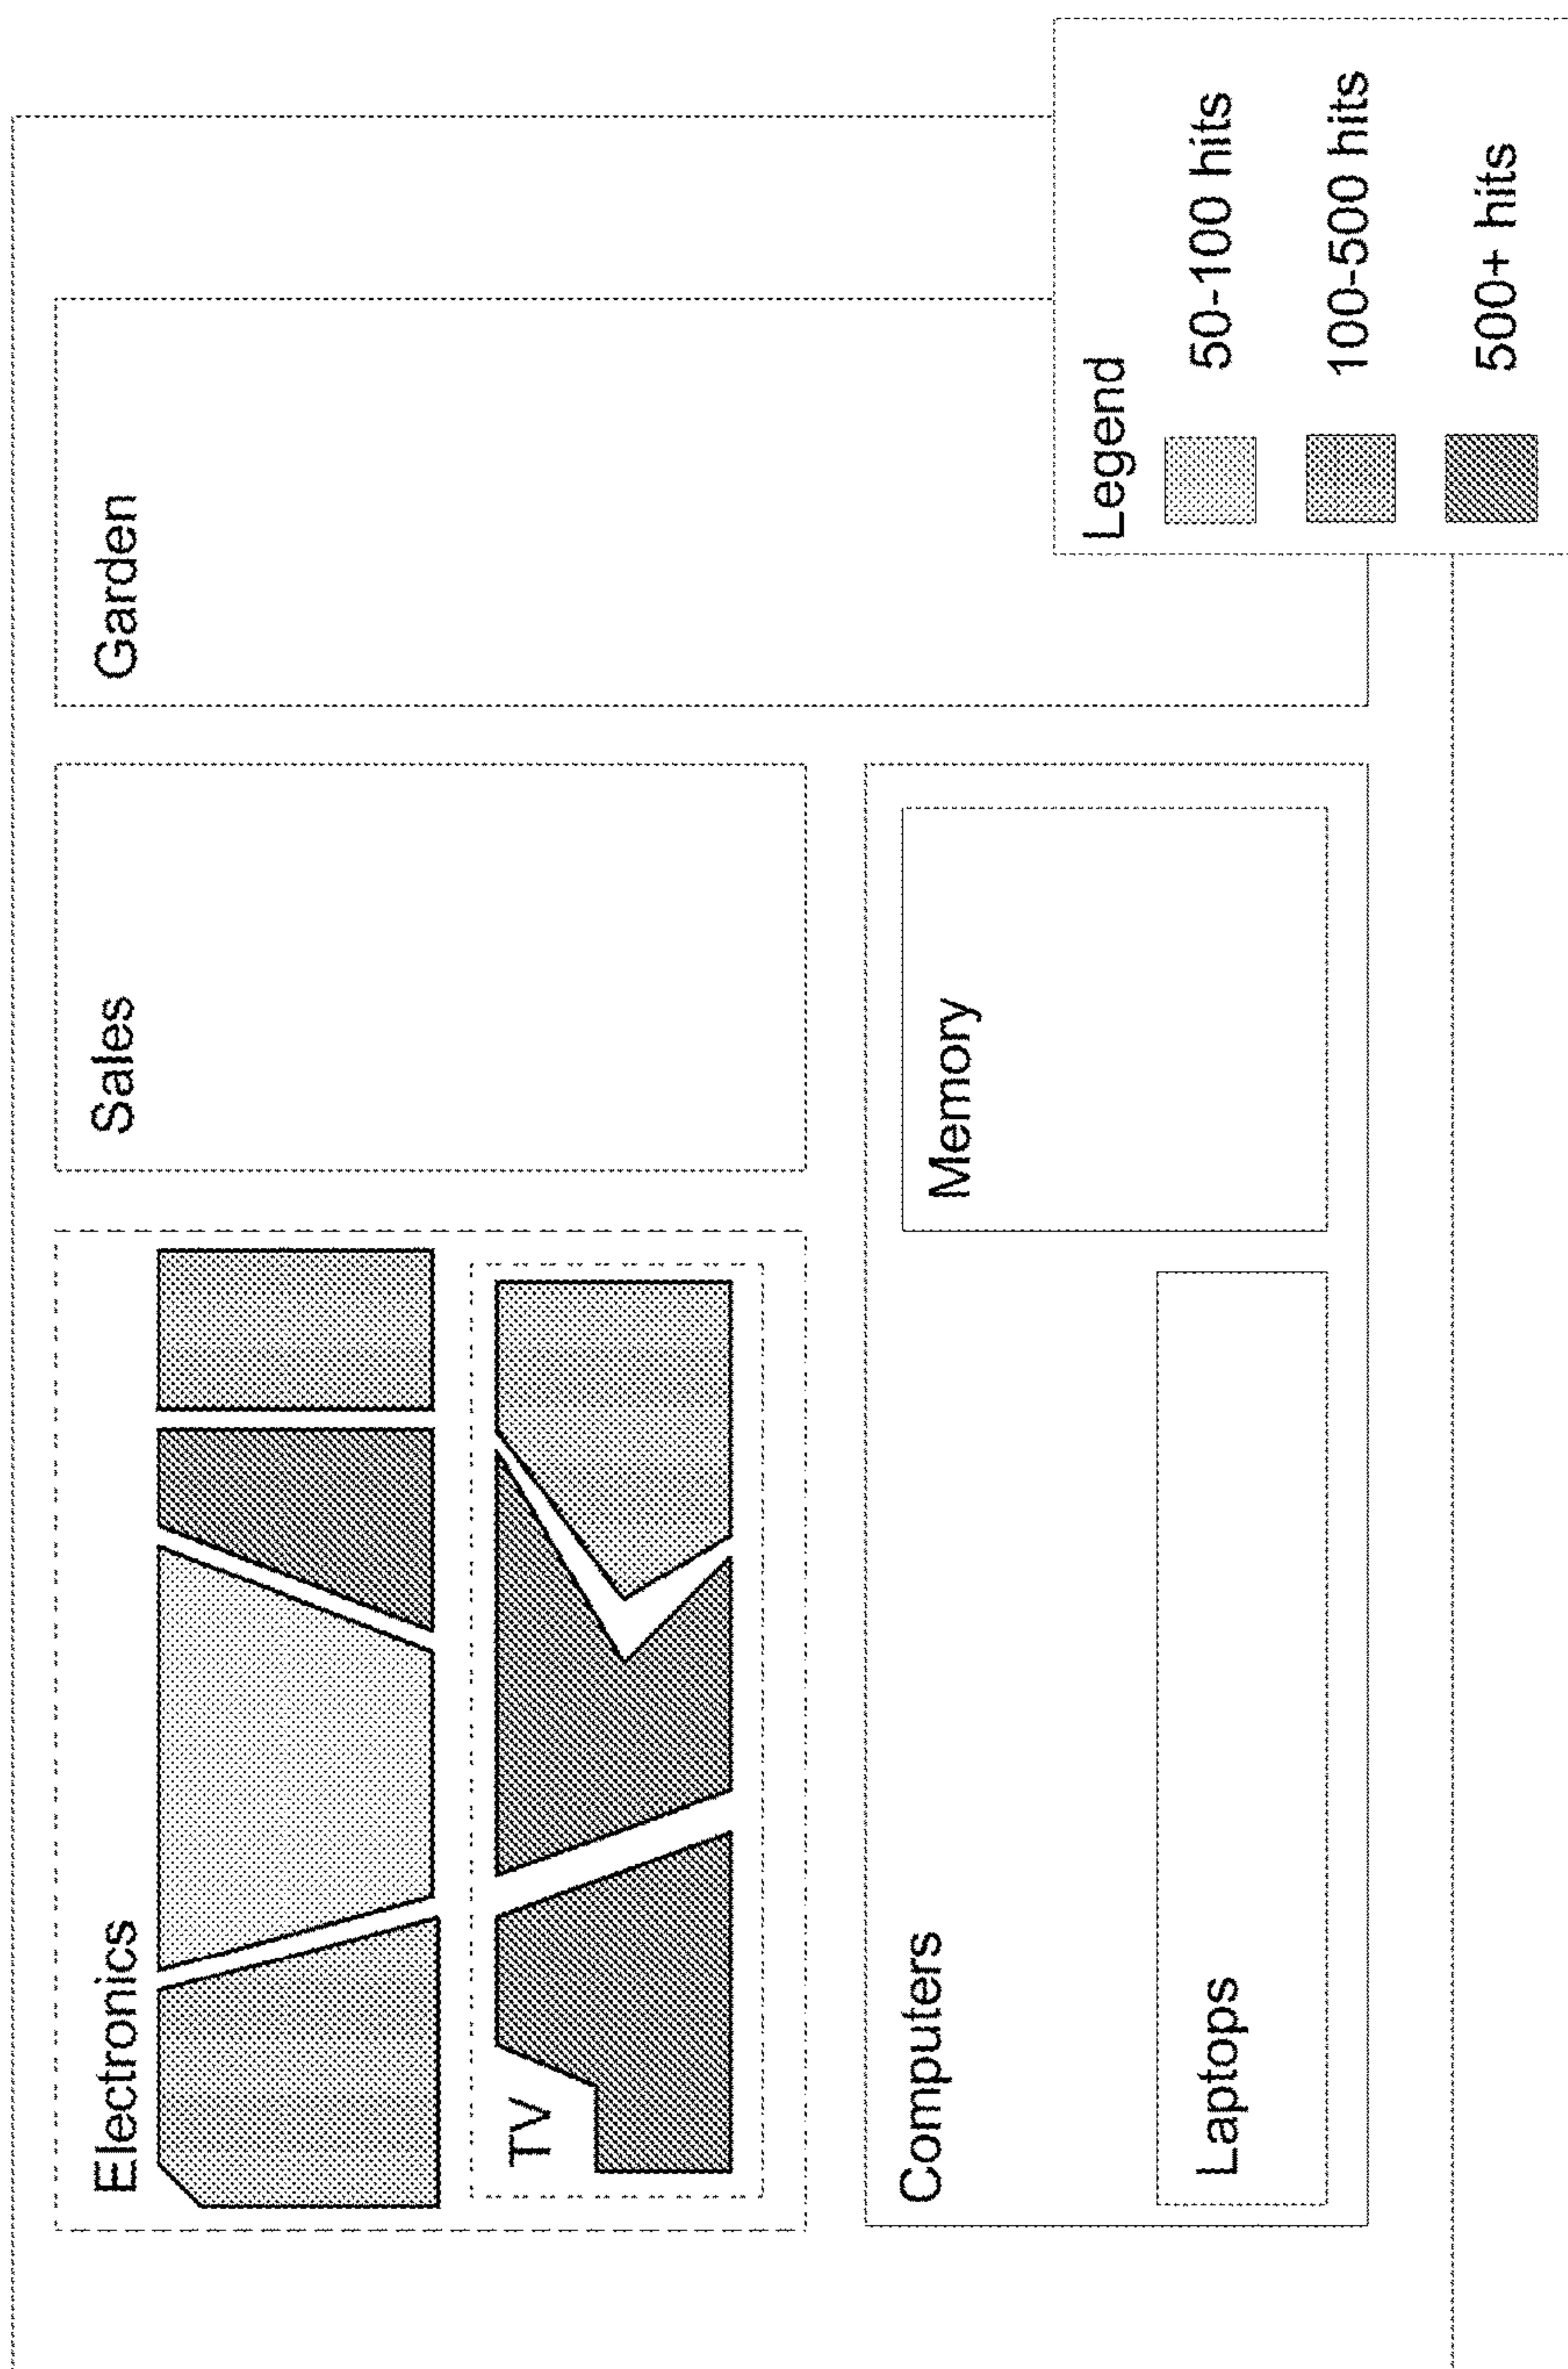 Electronics
Sales
Garden
TV
Computers
Memory
Laptops
Legend
50-100 hits
100-500 hits
500+ hits